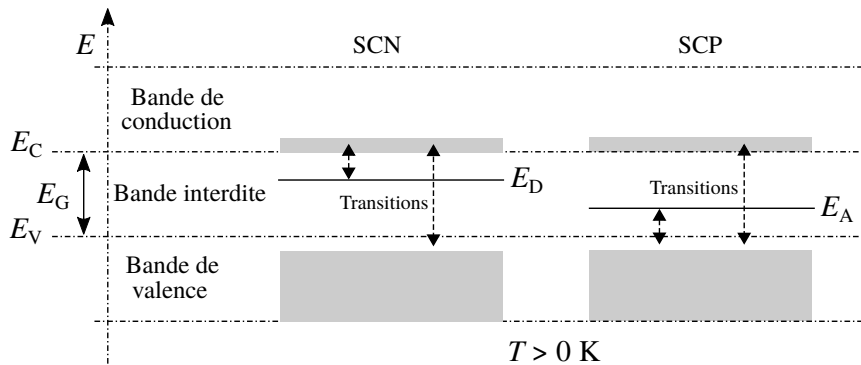 E
SCN
SCP
Bande de
conduction
E_C
E_G
Bande interdite
E_D
Transitions
Transitions
E_A
E_V
Bande de
valence
T > 0 K